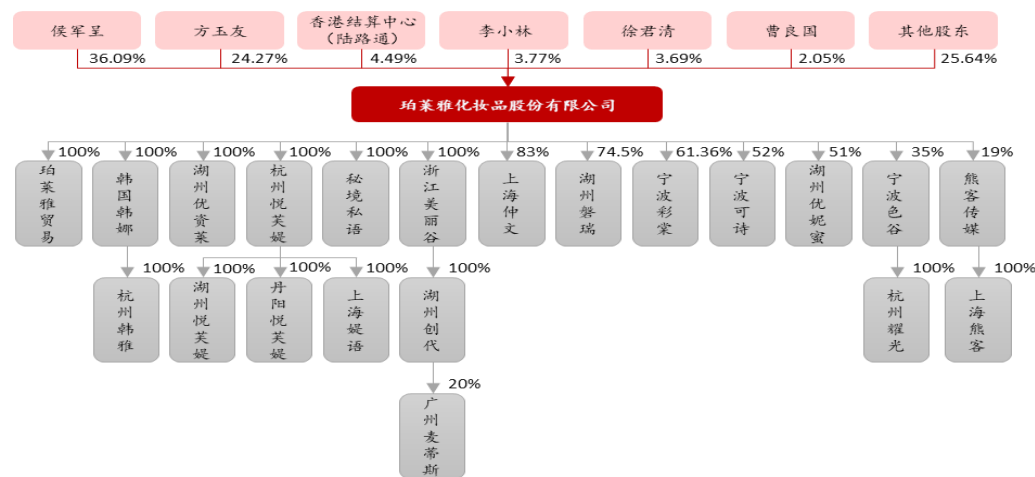 侯军呈
方玉友
香港结算中心
（陆路通）
李小林
徐君清
曹良国
其他股东
36.09%
24.27%
4.49%
3.77%
3.69%
2.05%
25.64%
珀莱雅化妆品股份有限公司
100%
100%
100%
100%
100%
100%
83%
74.5%
61.36%
52%
51%
35%
19%
珀莱雅贸易
韩国韩娜
湖州优资莱
杭州悦芙媞
秘境私语
浙江美丽谷
上海仲文
湖州磐瑞
宁波彩棠
宁波可诗
湖州优妮蜜
宁波色谷
熊客传媒
100%
100%
100%
100%
100%
100%
100%
杭州韩雅
湖州悦芙媞
丹阳悦芙媞
上海媞语
湖州创代
杭州耀光
上海熊客
20%
广州麦蒂斯